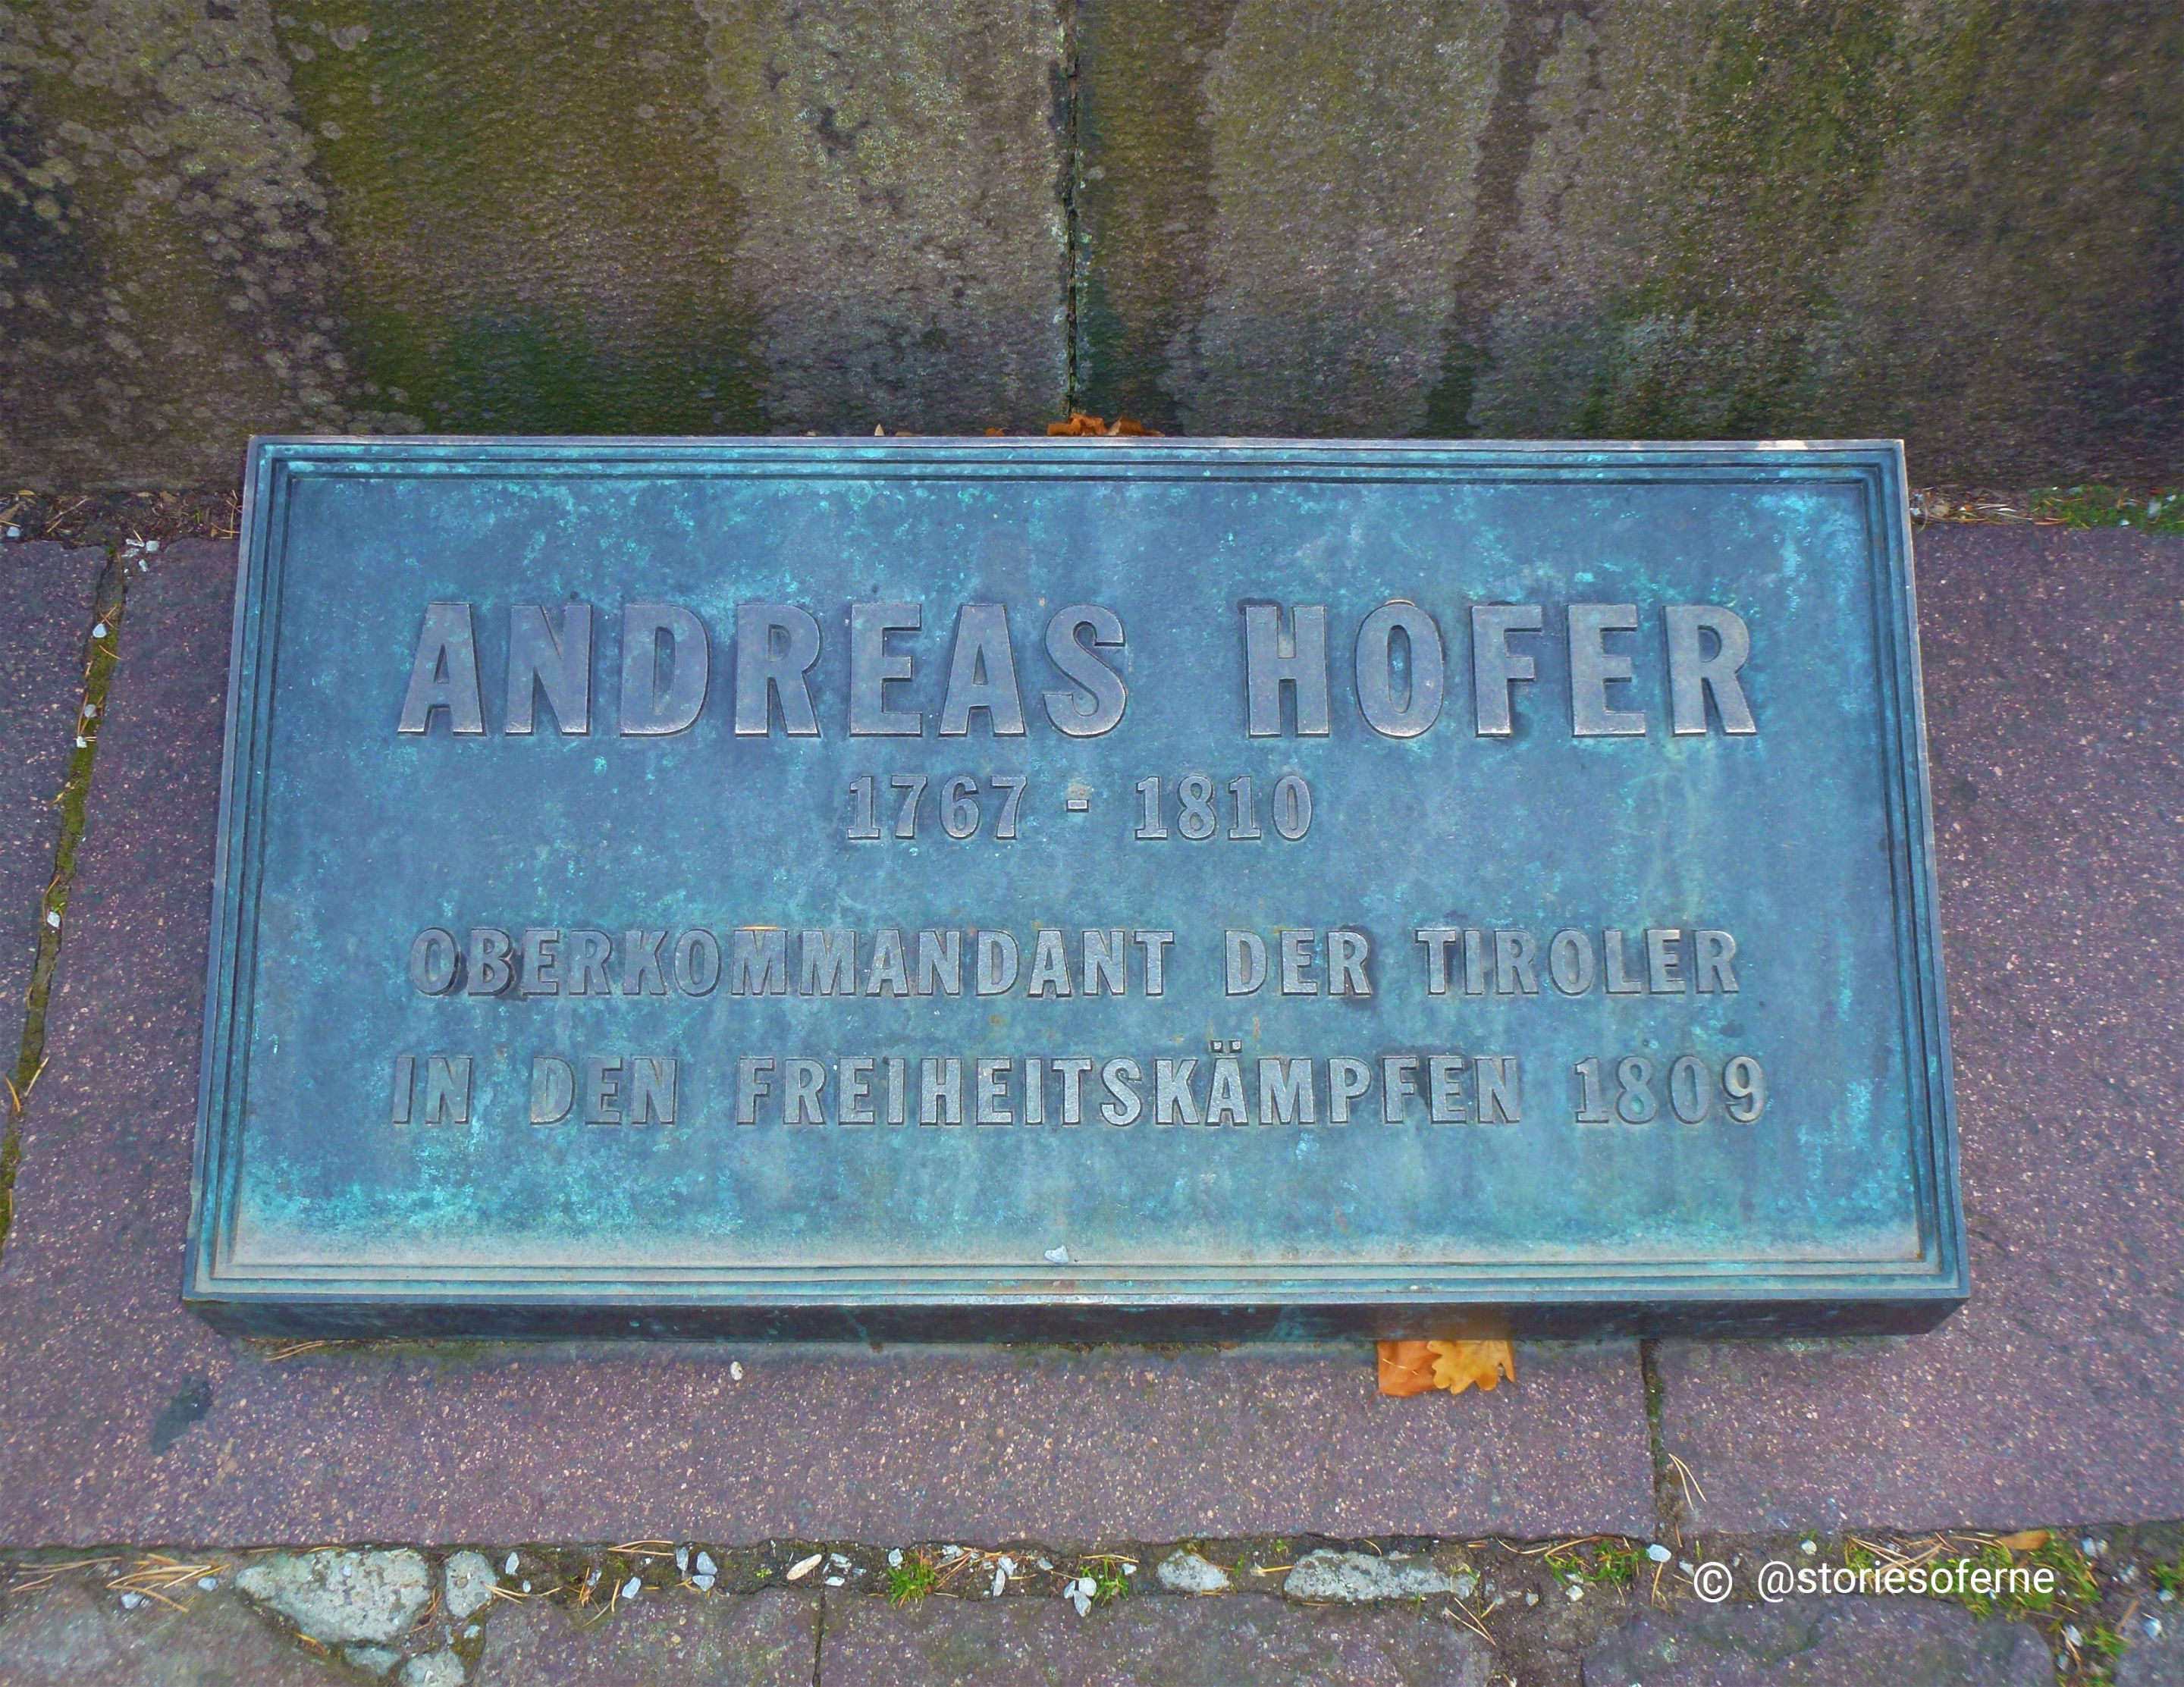 ANDREAS HOFER
1767 - 1810
OBERKOMMANDANT DER TIROLER
IN DEN FREIHEITSKÄMPFEN 1809
© @storiesoferne